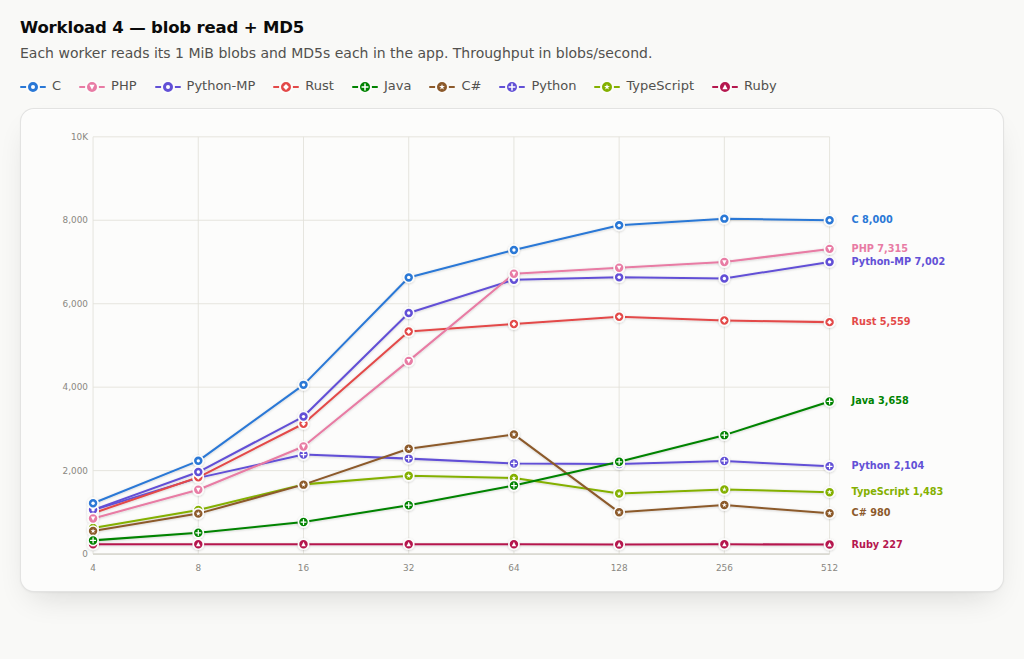 Workload 4 — blob read + MD5
Each worker reads its 1 MiB blobs and MD5s each in the app. Throughput in blobs/second.
C PHP Python-MP Rust Java C# Python TypeScript Ruby
10K
8,000
6,000
4,000
2,000
0
4 8 16 32 64 128 256 512
C 8,000
PHP 7,315
Python-MP 7,002
Rust 5,559
Java 3,658
Python 2,104
TypeScript 1,483
C# 980
Ruby 227